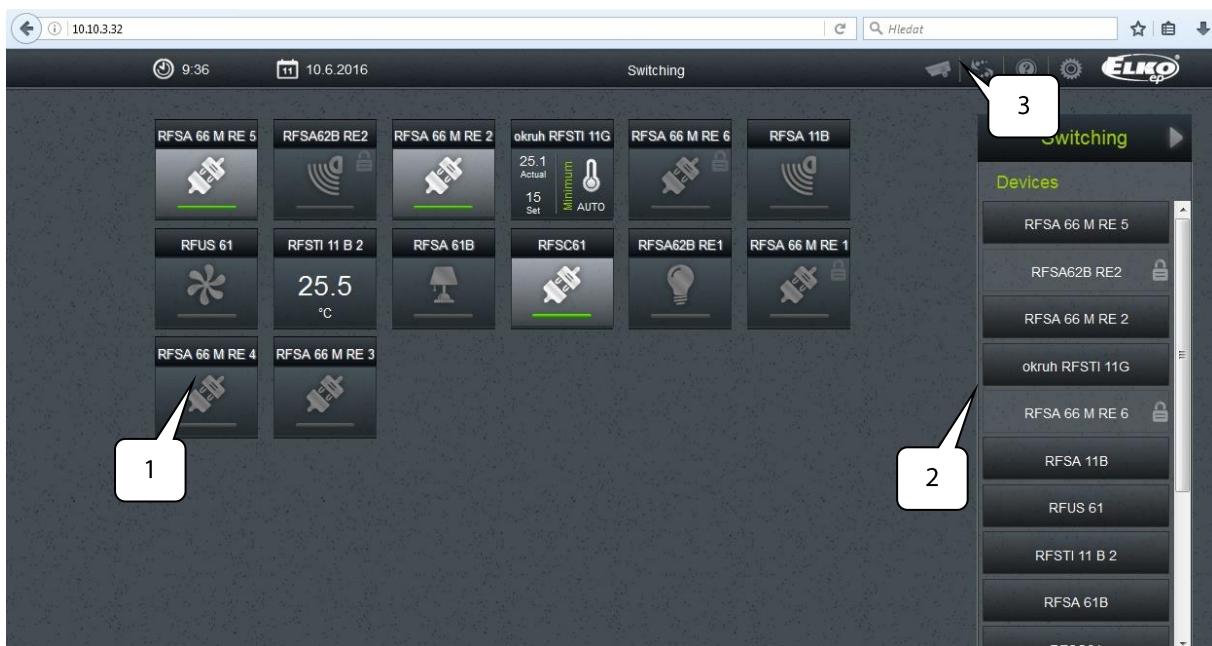 10.10.3.32
Hledat
9:36
11 10.6.2016
Switching
ELKO
ep
3
RFSA 66 M RE 5
RFSA62B RE2
RFSA 66 M RE 2
okruh RFSTI 11G
RFSA 66 M RE 6
RFSA 11B
25.1
Actual
15
Set
Minimum
AUTO
RFUS 61
RFSTI 11 B 2
RFSA 61B
RFSC61
RFSA62B RE1
RFSA 66 M RE 1
25.5
°C
RFSA 66 M RE 4
RFSA 66 M RE 3
1
2
Switching
Devices
RFSA 66 M RE 5
RFSA62B RE2
RFSA 66 M RE 2
okruh RFSTI 11G
RFSA 66 M RE 6
RFSA 11B
RFUS 61
RFSTI 11 B 2
RFSA 61B